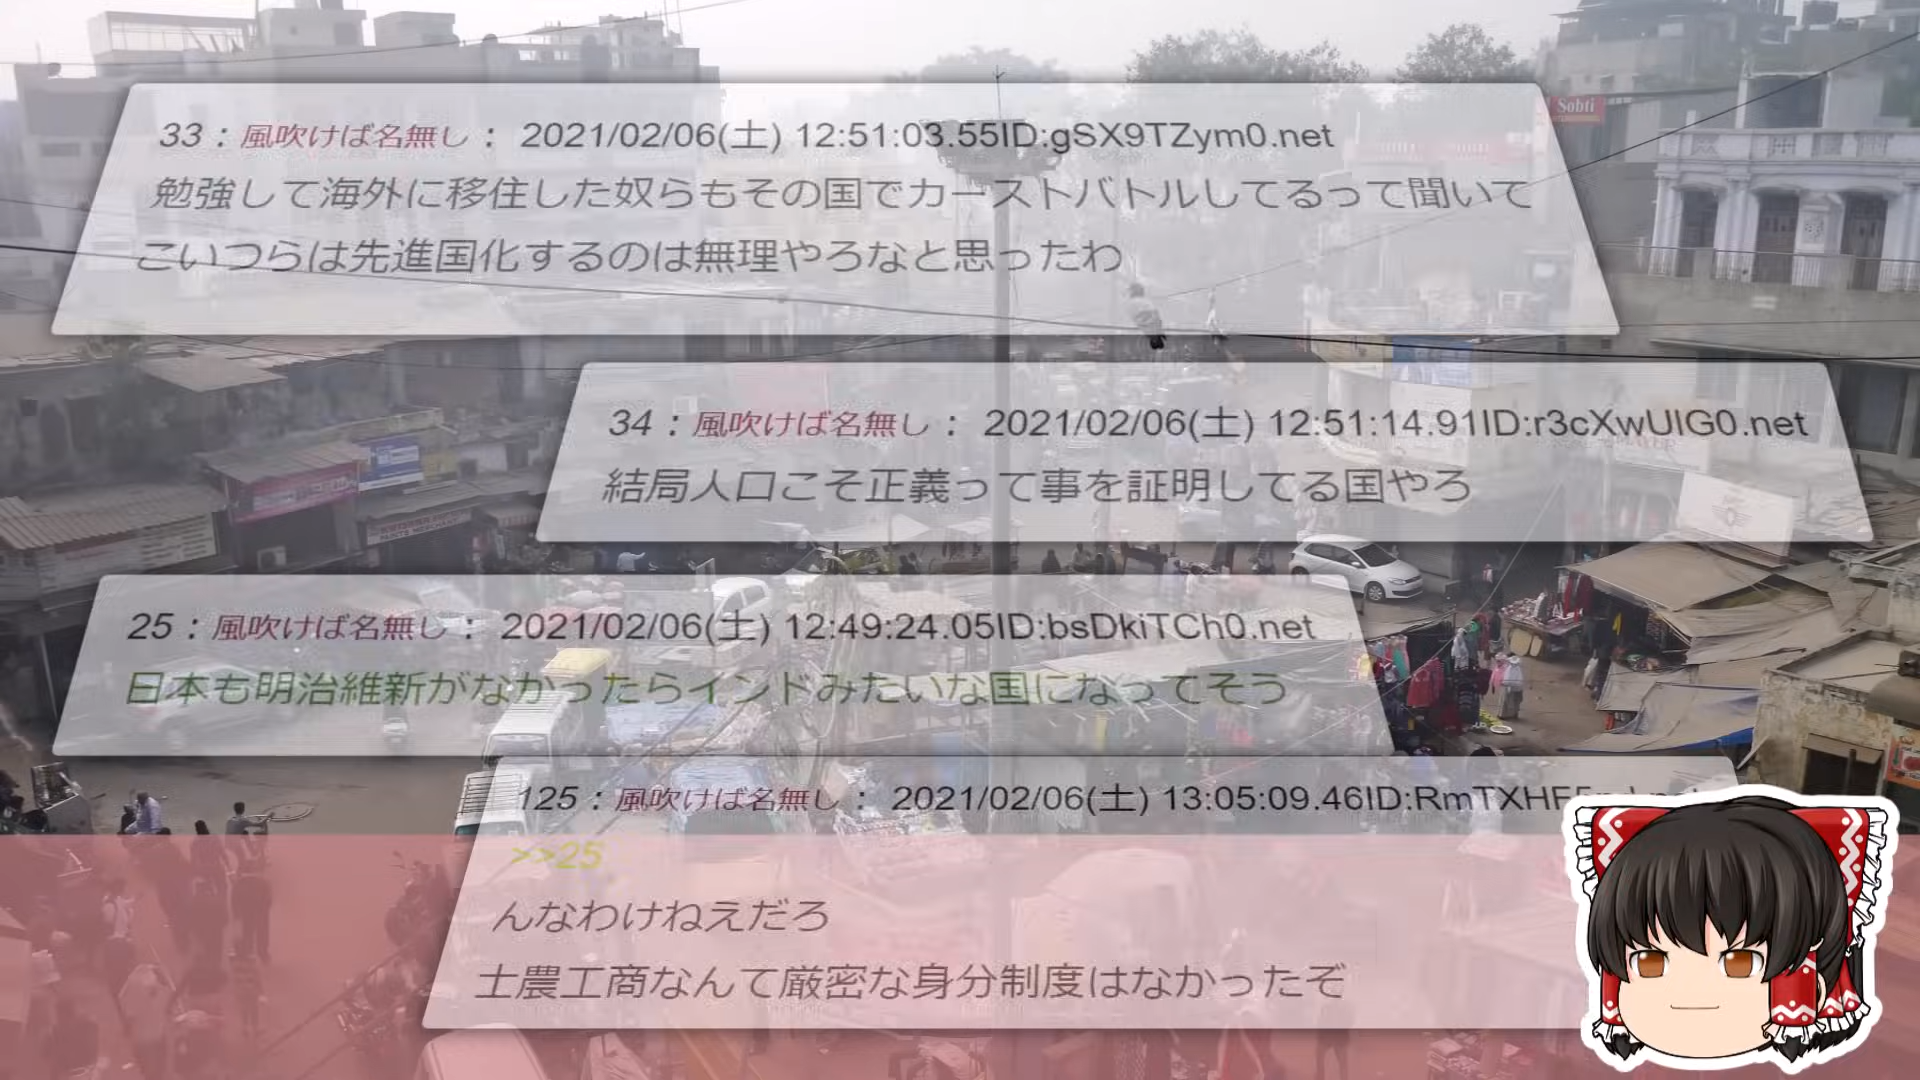 33：風吹けば名無し： 2021/02/06(土) 12:51:03.55ID:gSX9TZym0.net
勉強して海外に移住した奴らもその国でカーストバトルしてるって聞いて
こいつらは先進国化するのは無理やろなと思ったわ
34：風吹けば名無し： 2021/02/06(土) 12:51:14.91ID:r3cXwUIG0.net
結局人口こそ正義って事を証明してる国やろ
25：風吹けば名無し： 2021/02/06(土) 12:49:24.05ID:bsDkiTCh0.net
日本も明治維新がなかったらインドみたいな国になってそう
125：風吹けば名無し： 2021/02/06(土) 13:05:09.46ID:RmTXHF5
>>25
んなわけねえだろ
士農工商なんて厳密な身分制度はなかったぞ
Sobti